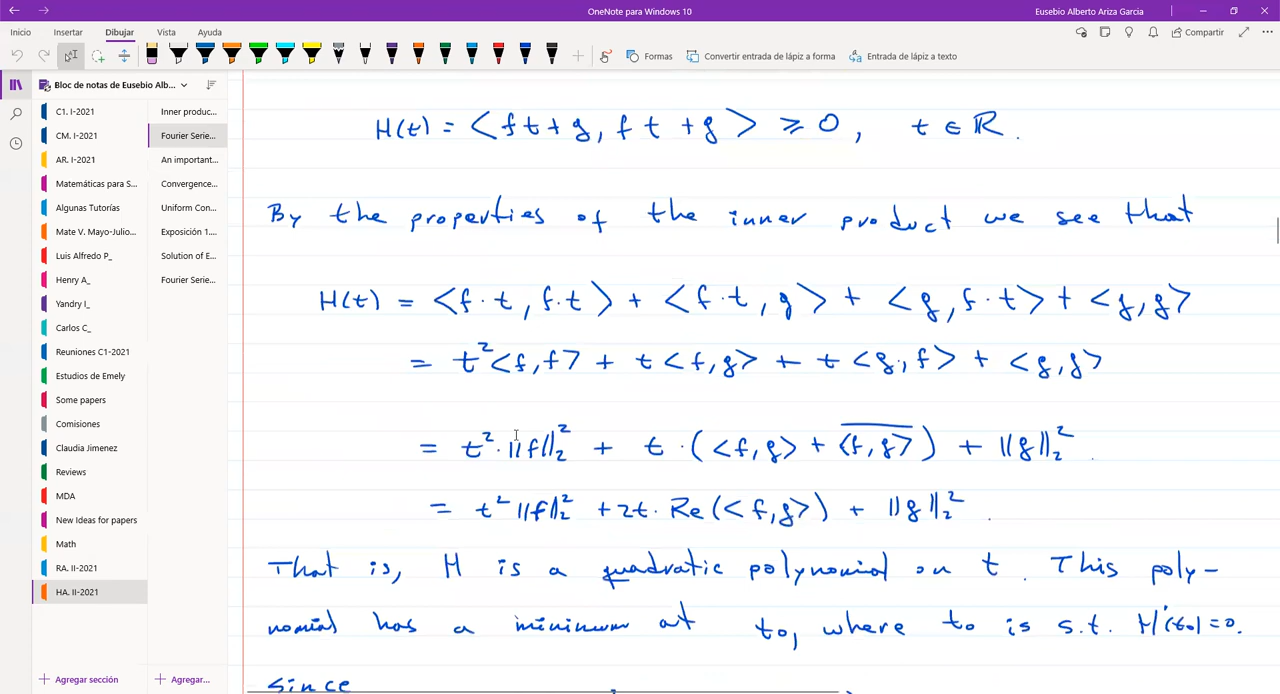 OneNote para Windows 10
Eusebio Alberto Ariza Garcia
Inicio Insertar Dibujar Vista Ayuda
Compartir
Formas Convertir entrada de lápiz a forma Entrada de lápiz a texto
Bloc de notas de Eusebio Alb...
C1. I-2021
CM. I-2021
AR. I-2021
Matemáticas para S...
Algunas Tutorías
Mate V. Mayo-Julio...
Luis Alfredo P_
Henry A_
Yandry I_
Carlos C_
Reuniones C1-2021
Estudios de Emely
Some papers
Comisiones
Claudia Jimenez
Reviews
MDA
New Ideas for papers
Math
RA. II-2021
HA. II-2021
Agregar sección
Inner produc...
Fourier Serie...
An important...
Convergence...
Uniform Con...
Exposición 1....
Solution of E...
Fourier Serie...
Agregar...
H(t) = <ft+g, ft+g> ≥ 0, t ∈ ℝ.
By the properties of the inner product we see that
H(t) = <f·t, f·t> + <f·t, g> + <g, f·t> + <g, g>
= t²<f,f> + t<f,g> + t<g,f> + <g,g>
= t²·||f||₂² + t·(<f,g> + \overline{<f,g>}) + ||g||₂².
= t²||f||₂² + 2t·Re(<f,g>) + ||g||₂².
That is, H is a quadratic polynomial on t. This poly-
nomial has a minimum at t₀, where t₀ is s.t. H'(t₀)=0.
Since